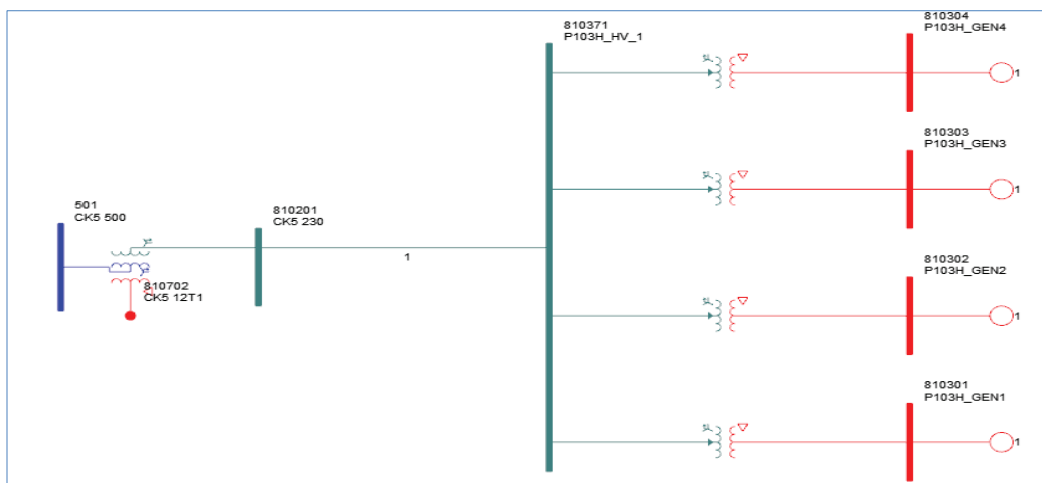 810304
P103H_GEN4
810371
P103H_HV_1
1
810303
P103H_GEN3
1
501
CK5 500
810201
CK5 230
1
810702
CK5 12T1
810302
P103H_GEN2
1
810301
P103H_GEN1
1